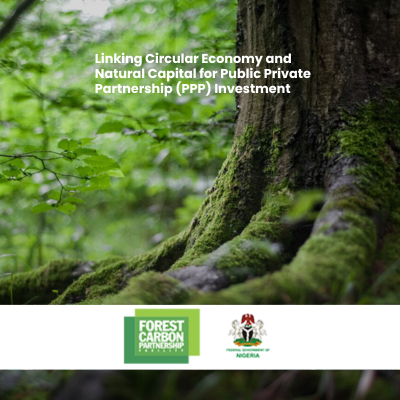 Linking Circular Economy and
Natural Capital for Public Private
Partnership (PPP) Investment
FOREST
CARBON
PARTNERSHIP
FACILITY
FEDERAL GOVERNMENT OF
NIGERIA